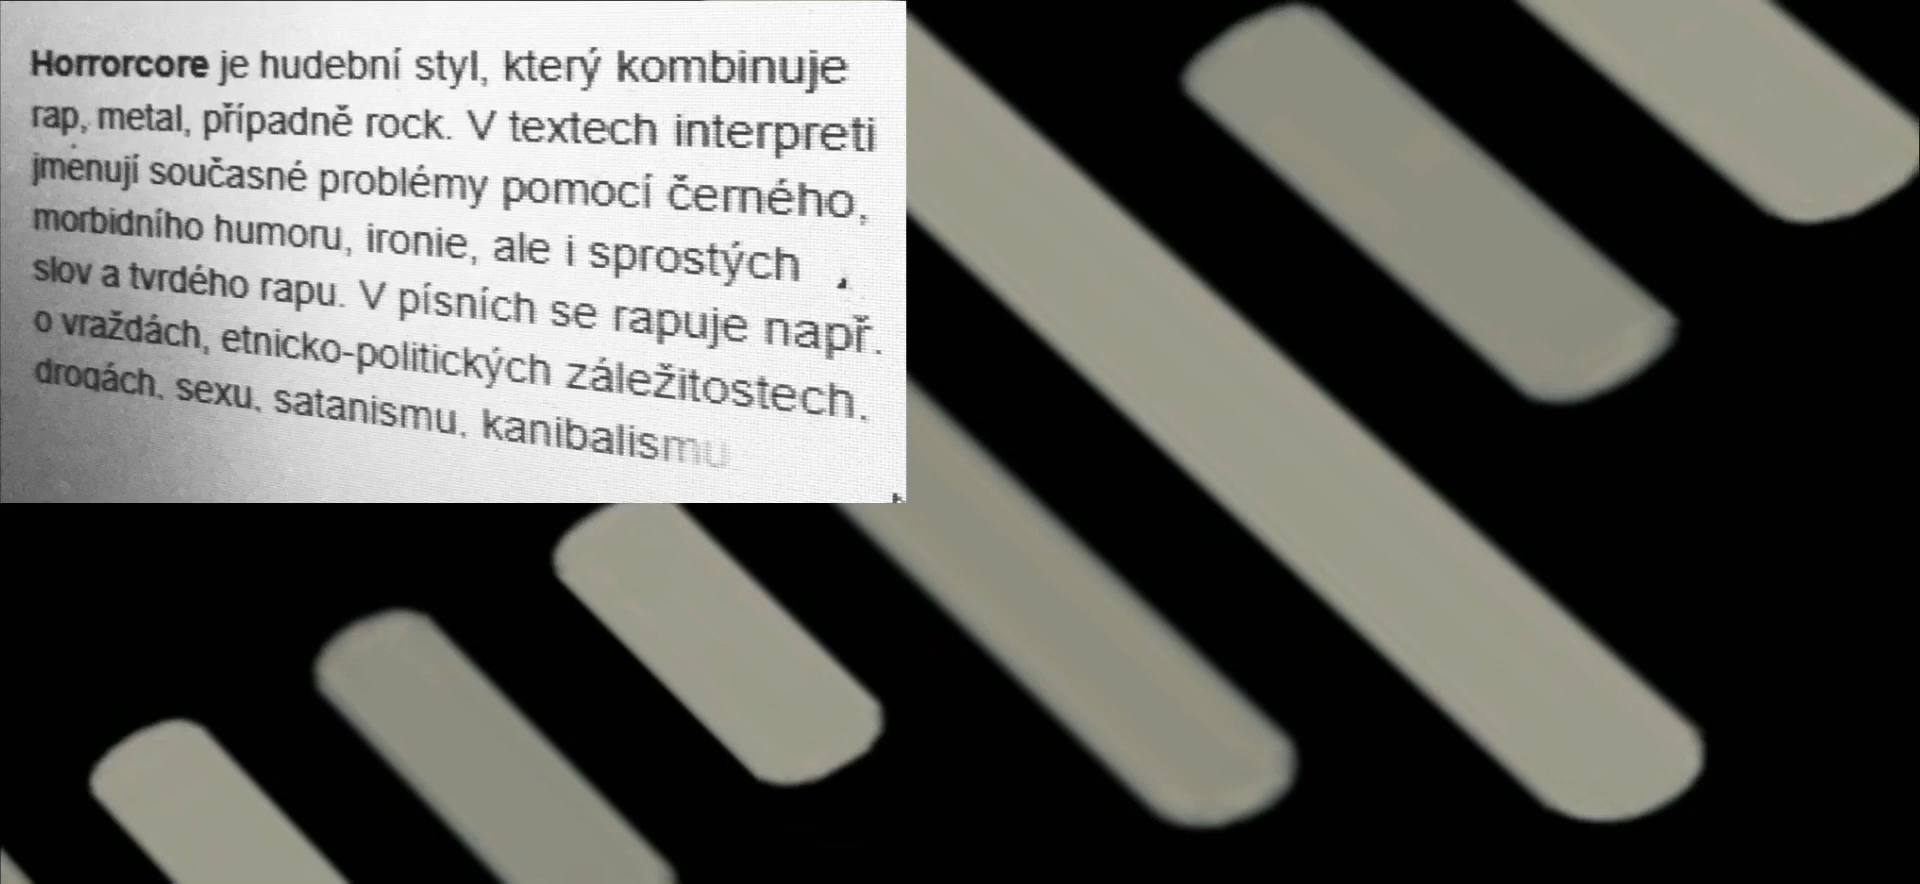 Horrorcore je hudební styl, který kombinuje
rap, metal, případně rock. V textech interpreti
jmenují současné problémy pomocí černého,
morbidního humoru, ironie, ale i sprostých
slov a tvrdého rapu. V písních se rapuje např.
o vraždách, etnicko-politických záležitostech,
drogách, sexu, satanismu, kanibalismu